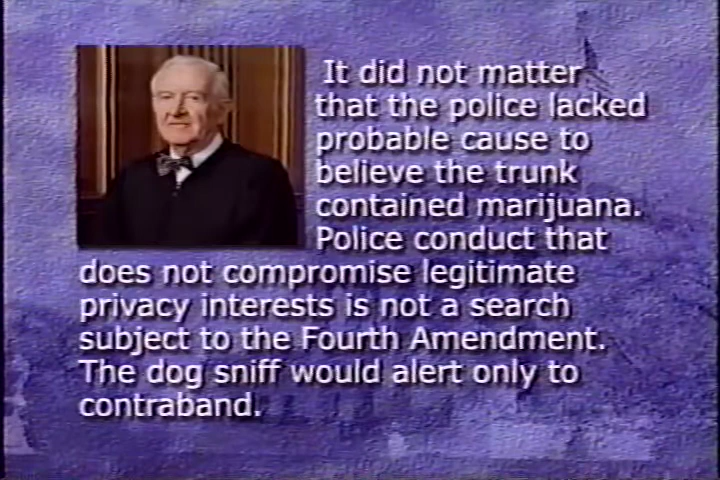 It did not matter
that the police lacked
probable cause to
believe the trunk
contained marijuana.
Police conduct that
does not compromise legitimate
privacy interests is not a search
subject to the Fourth Amendment.
The dog sniff would alert only to
contraband.